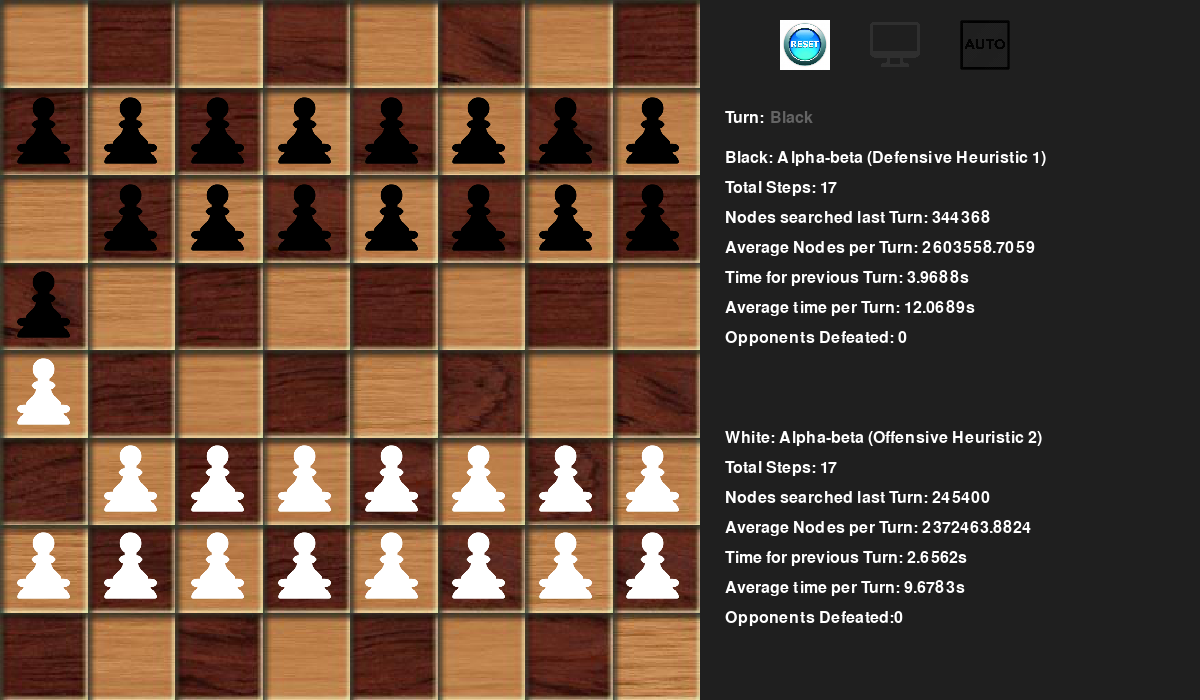 RESET
AUTO
Turn: Black
Black: Alpha-beta (Defensive Heuristic 1)
Total Steps: 17
Nodes searched last Turn: 344368
Average Nodes per Turn: 2603558.7059
Time for previous Turn: 3.9688s
Average time per Turn: 12.0689s
Opponents Defeated: 0
White: Alpha-beta (Offensive Heuristic 2)
Total Steps: 17
Nodes searched last Turn: 245400
Average Nodes per Turn: 2372463.8824
Time for previous Turn: 2.6562s
Average time per Turn: 9.6783s
Opponents Defeated:0